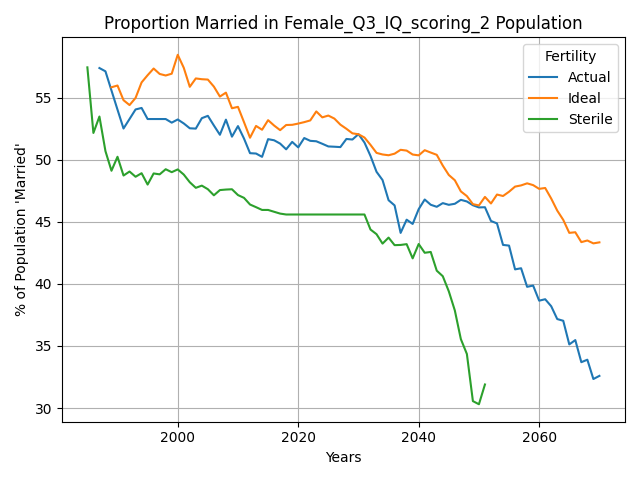 Proportion Married in Female_Q3_IQ_scoring_2 Population
Fertility
Actual
Ideal
Sterile
% of Population 'Married'
55
50
45
40
35
30
2000
2020
2040
2060
Years